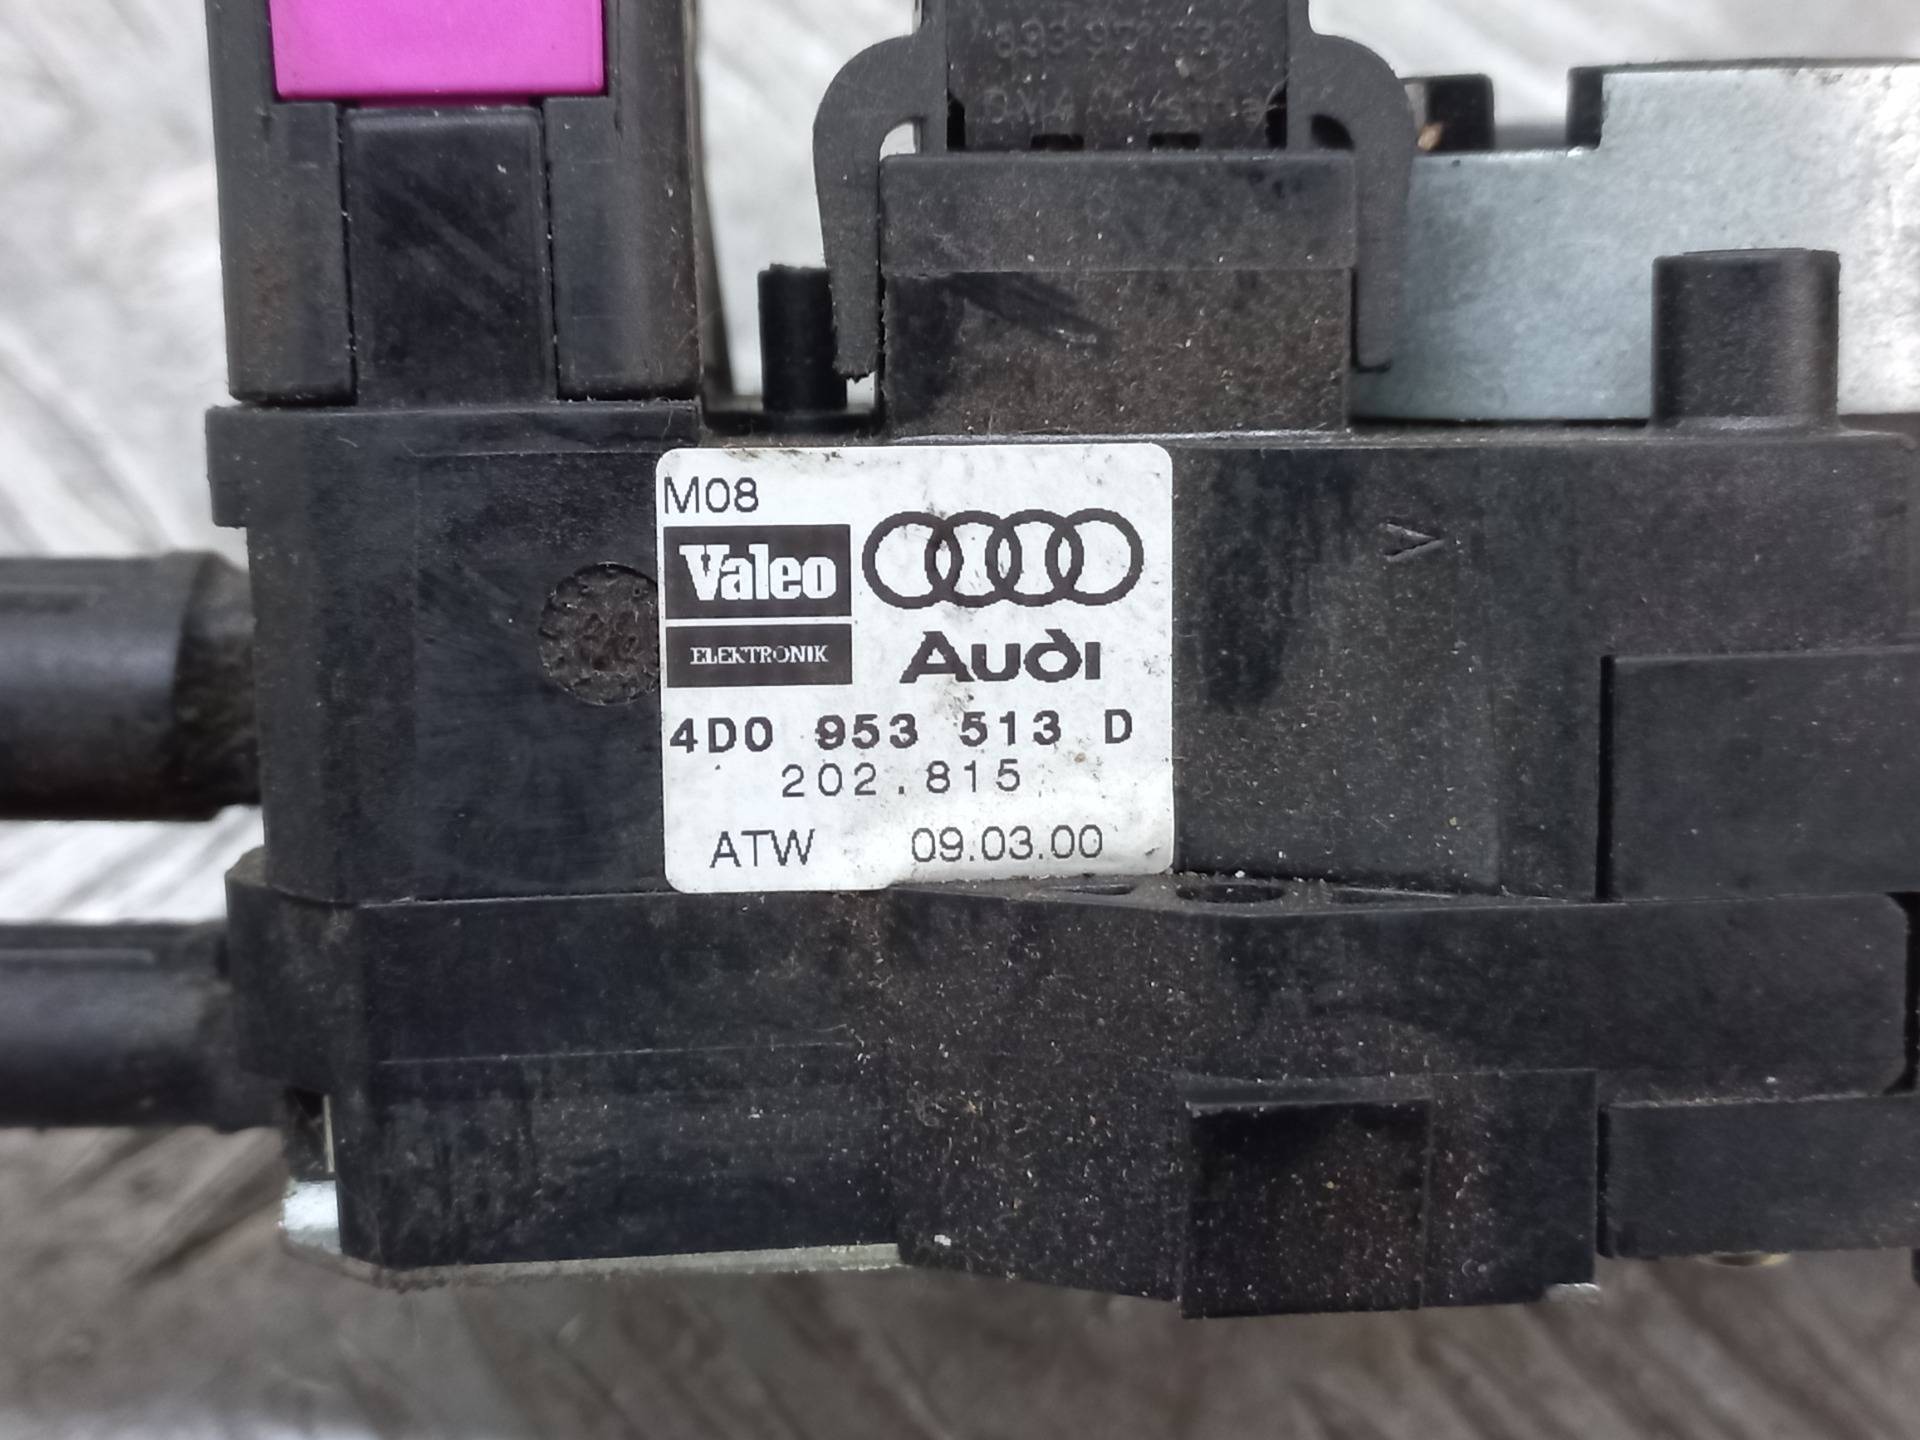 M08
Valeo
ELEKTRONIK
Audi
4D0 953 513 D
202.815
ATW 09.03.00